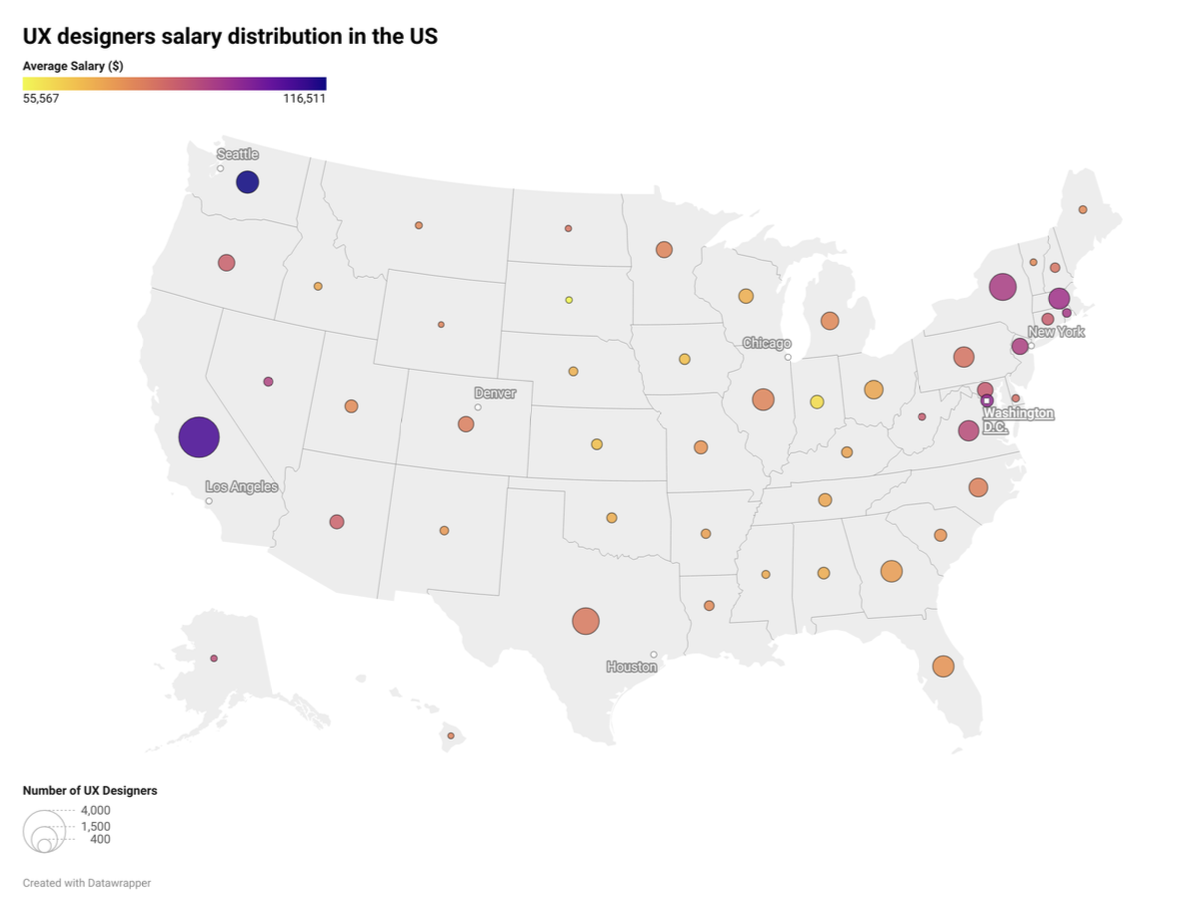 UX designers salary distribution in the US
Average Salary ($)
55,567 116,511
Seattle
Chicago
New York
Denver
Washington
D.C.
Los Angeles
Houston
Number of UX Designers
4,000
1,500
400
Created with Datawrapper